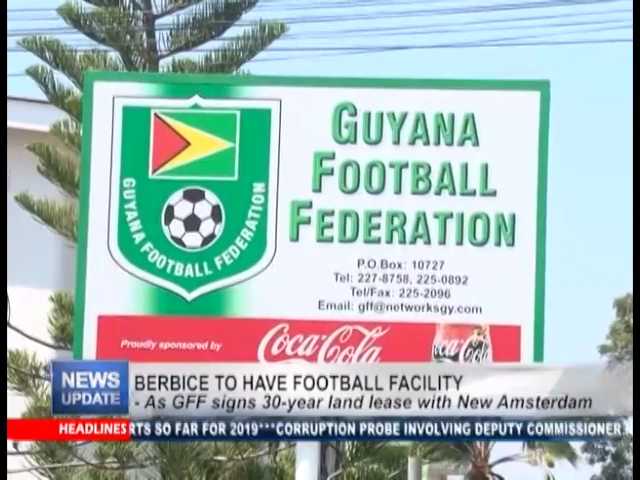 GUYANA FOOTBALL FEDERATION
GUYANA
FOOTBALL
FEDERATION
P.O.Box: 10727
Tel: 227-8758, 225-0892
Tel/Fax: 225-2096
Email: gff@networksgy.com
Proudly sponsored by
Coca-Cola
Coca-Cola
NEWS
UPDATE
BERBICE TO HAVE FOOTBALL FACILITY
- As GFF signs 30-year land lease with New Amsterdam
HEADLINES
RTS SO FAR FOR 2019***CORRUPTION PROBE INVOLVING DEPUTY COMMISSIONER